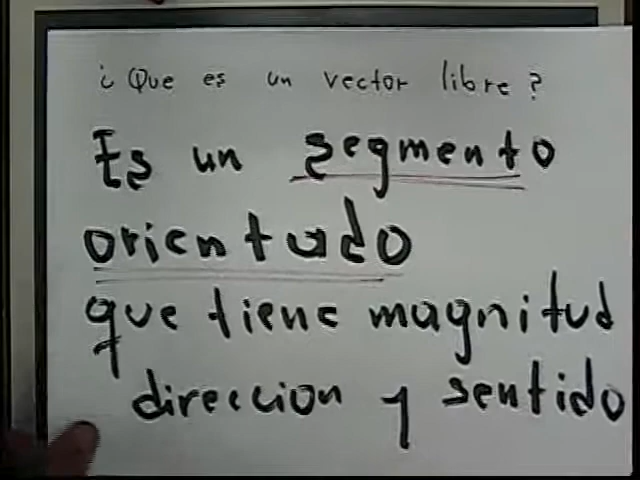 ¿Que es un vector libre?
Es un segmento
orientado
que tiene magnitud
direccion y sentido